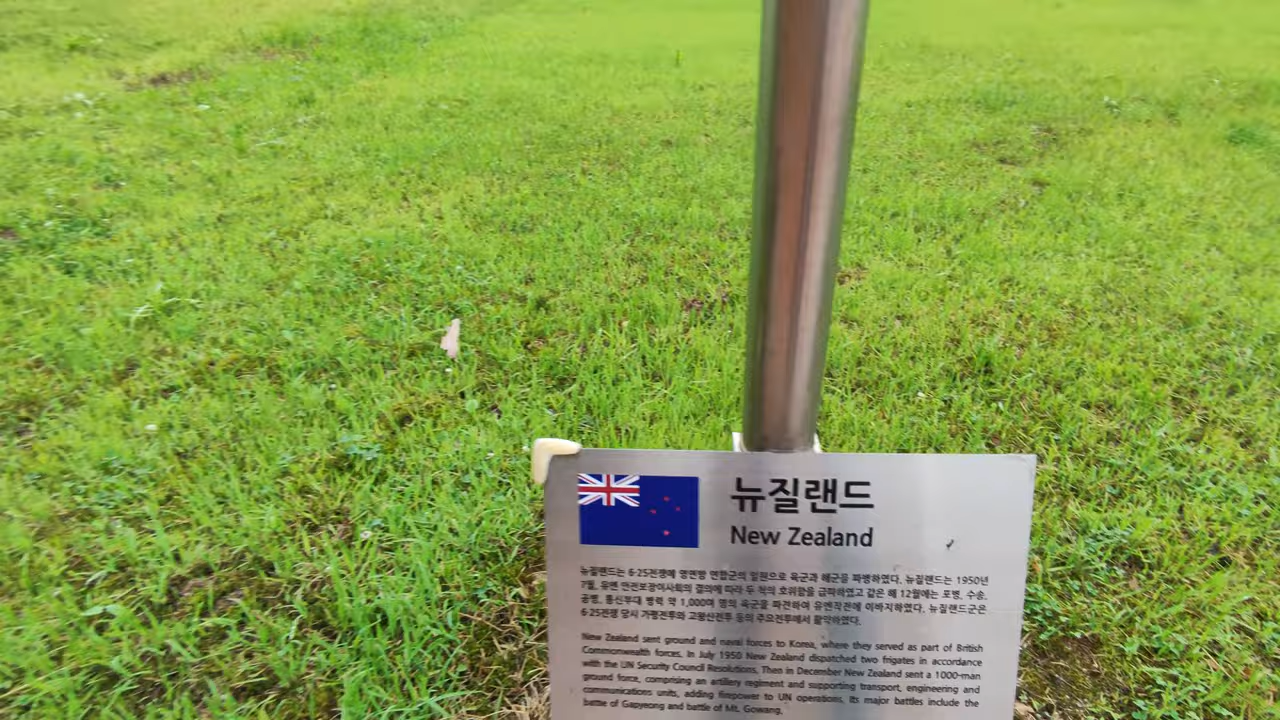 뉴질랜드
New Zealand
뉴질랜드는 6·25전쟁에 영연방 연합군의 일원으로 육군과 해군을 파병하였다. 뉴질랜드는 1950년
7월, 유엔 안전보장이사회의 결의에 따라 두 척의 호위함을 급파하였고 같은 해 12월에는 포병, 수송,
공병, 통신부대 병력 약 1,000여 명의 육군을 파견하여 유엔작전에 이바지하였다. 뉴질랜드군은
6·25전쟁 당시 가평전투와 고왕산전투 등의 주요전투에서 활약하였다.
New Zealand sent ground and naval forces to Korea, where they served as part of British
Commonwealth forces. In July 1950 New Zealand dispatched two frigates in accordance
with the UN Security Council Resolutions. Then in December New Zealand sent a 1000-man
ground force, comprising an artillery regiment and supporting transport, engineering and
communications units, adding firepower to UN operations. Its major battles include the
battle of Gapyeong and battle of Mt. Gowang.